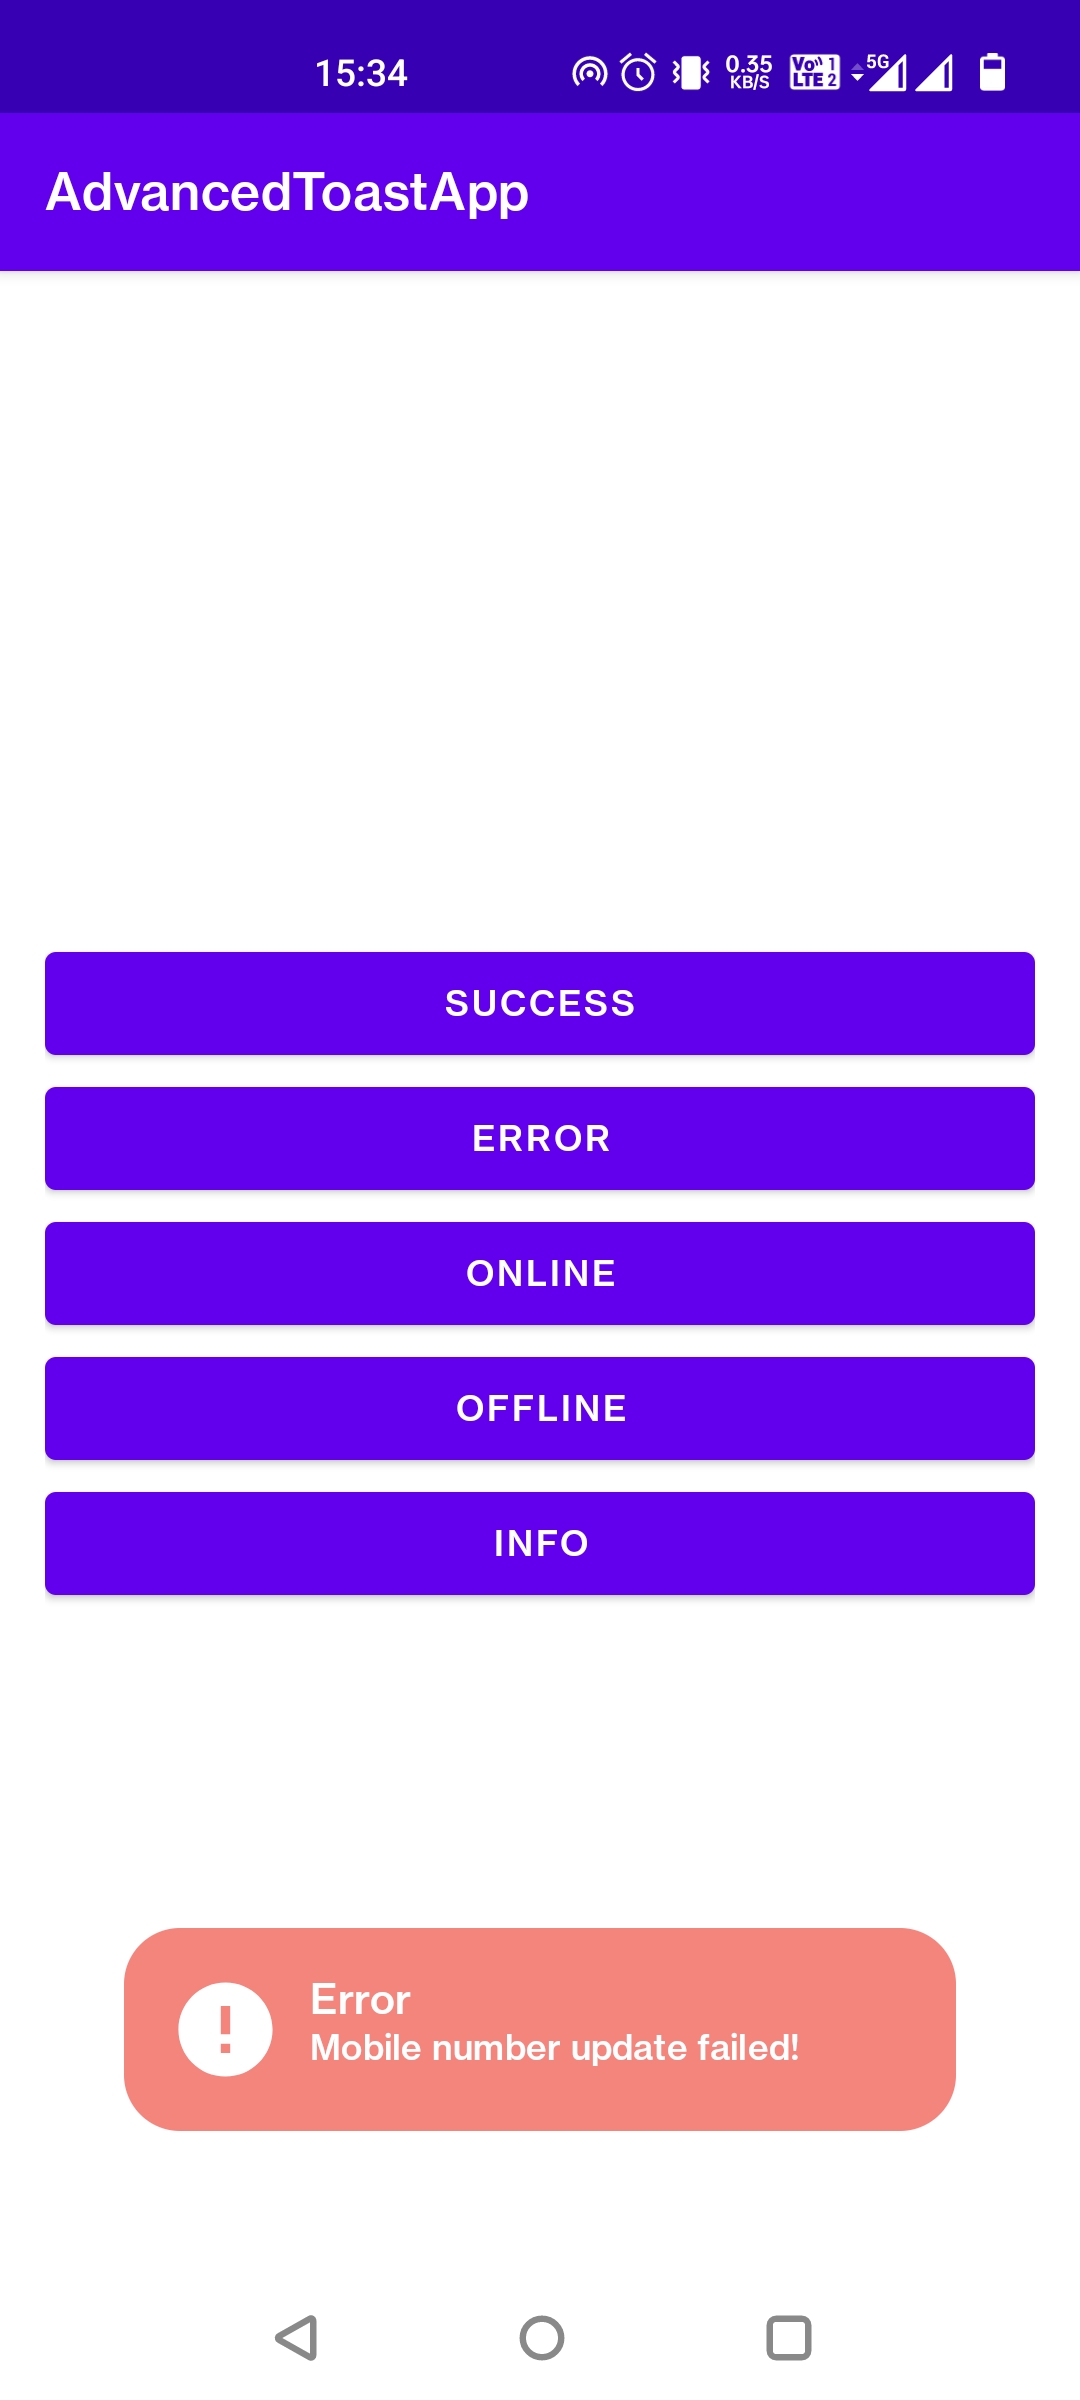 15:34
0.35
KB/S
Vo 1
LTE 2
5G
AdvancedToastApp
SUCCESS
ERROR
ONLINE
OFFLINE
INFO
Error
Mobile number update failed!